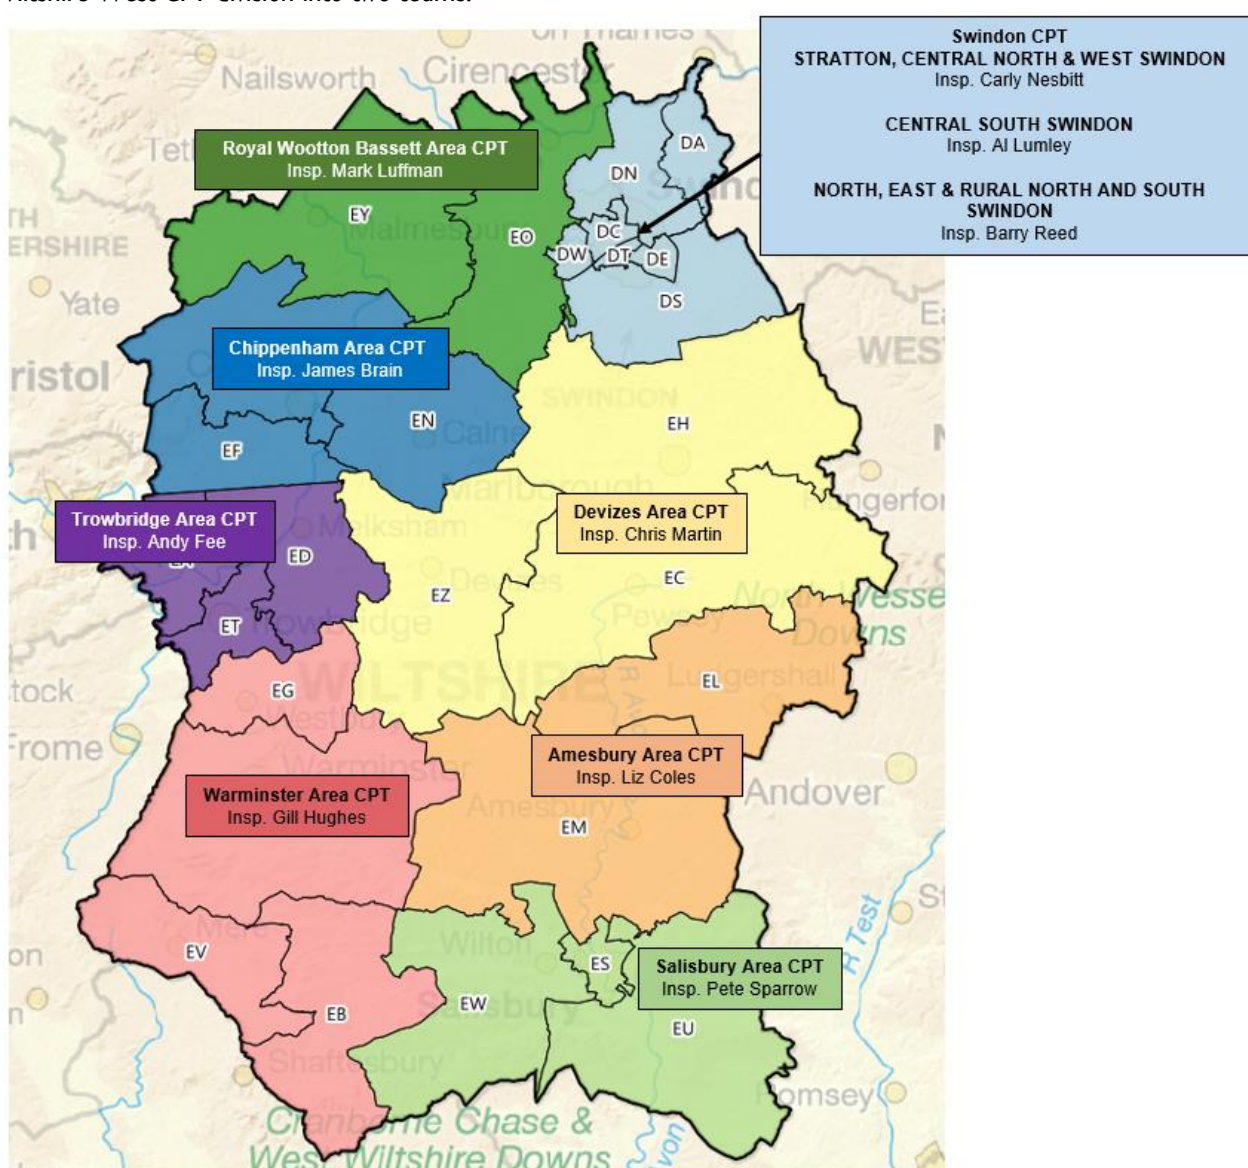 Swindon CPT
STRATTON, CENTRAL NORTH & WEST SWINDON
Insp. Carly Nesbitt
CENTRAL SOUTH SWINDON
Insp. Al Lumley
NORTH, EAST & RURAL NORTH AND SOUTH
SWINDON
Insp. Barry Reed
Nailsworth
Cirencester
DA
DN
Royal Wootton Bassett Area CPT
Insp. Mark Luffman
EY
Malmesbury
EO
DC
DW
DT
DE
DS
Yate
Chippenham Area CPT
Insp. James Brain
SWINDON
EN
Calne
EH
EF
Marlborough
Trowbridge Area CPT
Insp. Andy Fee
Melksham
ED
Devizes Area CPT
Insp. Chris Martin
EZ
Devizes
EC
Pewsey
North Wesse
Downs
ET
Trowbridge
WILTSHIRE
EG
EL
Ludgershall
Westbury
Frome
Warminster
Amesbury Area CPT
Insp. Liz Coles
Andover
Warminster Area CPT
Insp. Gill Hughes
Amesbury
EM
R Test
EV
Mere
Wilton
ES
Salisbury Area CPT
Insp. Pete Sparrow
EB
EW
Salisbury
EU
Shaftesbury
Romsey
Cranborne Chase &
West Wiltshire Downs